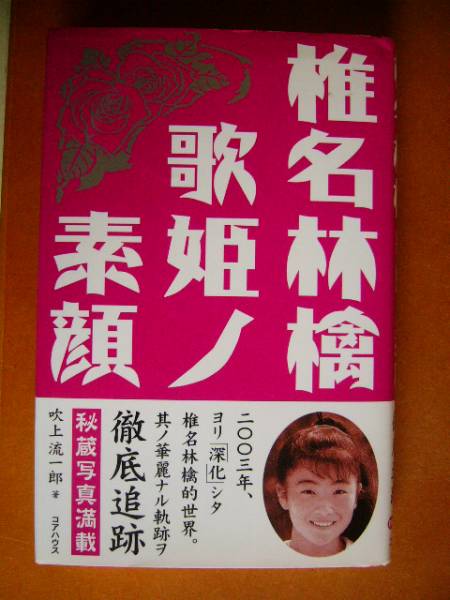 椎名林檎
歌姫ノ
素顔
二〇〇三年、
ヨリ「深化」シタ
椎名林檎的世界。
其ノ華麗ナル軌跡ヲ
徹底追跡
秘蔵写真満載
吹上流一郎 著
コアハウス